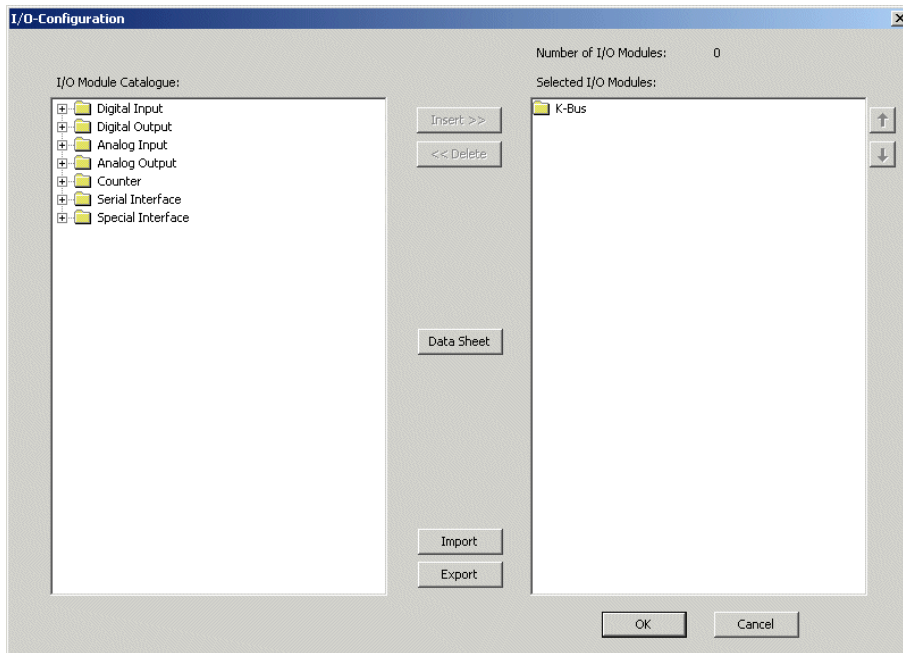 I/O-Configuration
Number of I/O Modules: 0
I/O Module Catalogue:
Selected I/O Modules:
Digital Input
Digital Output
Analog Input
Analog Output
Counter
Serial Interface
Special Interface
Insert >>
<< Delete
Data Sheet
Import
Export
K-Bus
OK
Cancel